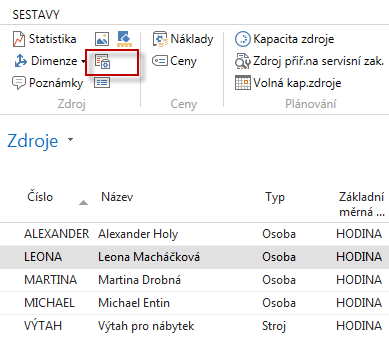 SESTAVY
Statistika Náklady Kapacita zdroje
Dimenze Ceny Zdroj přiř.na servisní zak.
Poznámky Volná kap.zdroje
Zdroj Ceny Plánování
Zdroje
Číslo Název Typ Základní
měrná ...
ALEXANDER Alexander Holy Osoba HODINA
LEONA Leona Macháčková Osoba HODINA
MARTINA Martina Drobná Osoba HODINA
MICHAEL Michael Entin Osoba HODINA
VÝTAH Výtah pro nábytek Stroj HODINA